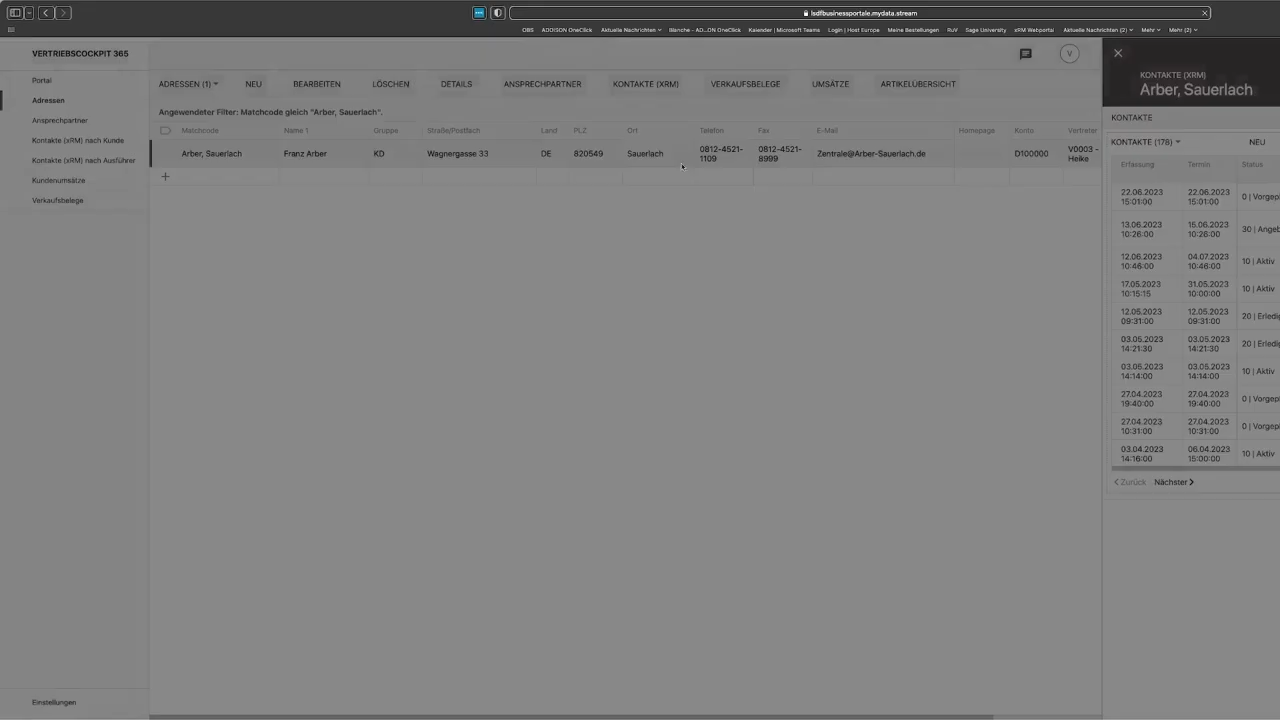 lsdfbusinessportale.mydata.stream
OBS ADDISON OneClick Aktuelle Nachrichten Blanche - AD...ON OneClick Kalender | Microsoft Teams Login | Host Europe Meine Bestellungen RuV Sage University xRM Webportal Aktuelle Nachrichten (2) Mehr Mehr (2)
VERTRIEBSCOCKPIT 365
V
Portal
Adressen
Ansprechpartner
Kontakte (xRM) nach Kunde
Kontakte (xRM) nach Ausführer
Kundenumsätze
Verkaufsbelege
Einstellungen
ADRESSEN (1) NEU BEARBEITEN LÖSCHEN DETAILS ANSPRECHPARTNER KONTAKTE (XRM) VERKAUFSBELEGE UMSÄTZE ARTIKELÜBERSICHT
Angewendeter Filter: Matchcode gleich "Arber, Sauerlach".
Matchcode Name 1 Gruppe Straße/Postfach Land PLZ Ort Telefon Fax E-Mail Homepage Konto Vertreter
Arber, Sauerlach Franz Arber KD Wagnergasse 33 DE 820549 Sauerlach 0812-4521-1109 0812-4521-8999 Zentrale@Arber-Sauerlach.de D100000 V0003 - Heike
KONTAKTE (XRM)
Arber, Sauerlach
KONTAKTE
KONTAKTE (178) NEU
Erfassung Termin Status
22.06.2023 15:01:00 22.06.2023 15:01:00 0 | Vorgepl
13.06.2023 10:26:00 15.06.2023 10:26:00 30 | Angeb
12.06.2023 10:46:00 04.07.2023 10:46:00 10 | Aktiv
17.05.2023 10:15:15 31.05.2023 10:00:00 10 | Aktiv
12.05.2023 09:31:00 12.05.2023 09:31:00 20 | Erledig
03.05.2023 14:21:30 03.05.2023 14:21:30 20 | Erledig
03.05.2023 14:14:00 03.05.2023 14:14:00 10 | Aktiv
27.04.2023 19:40:00 27.04.2023 19:40:00 0 | Vorgepl
27.04.2023 10:31:00 27.04.2023 10:31:00 0 | Vorgepl
03.04.2023 14:16:00 06.04.2023 15:00:00 10 | Aktiv
Zurück Nächster